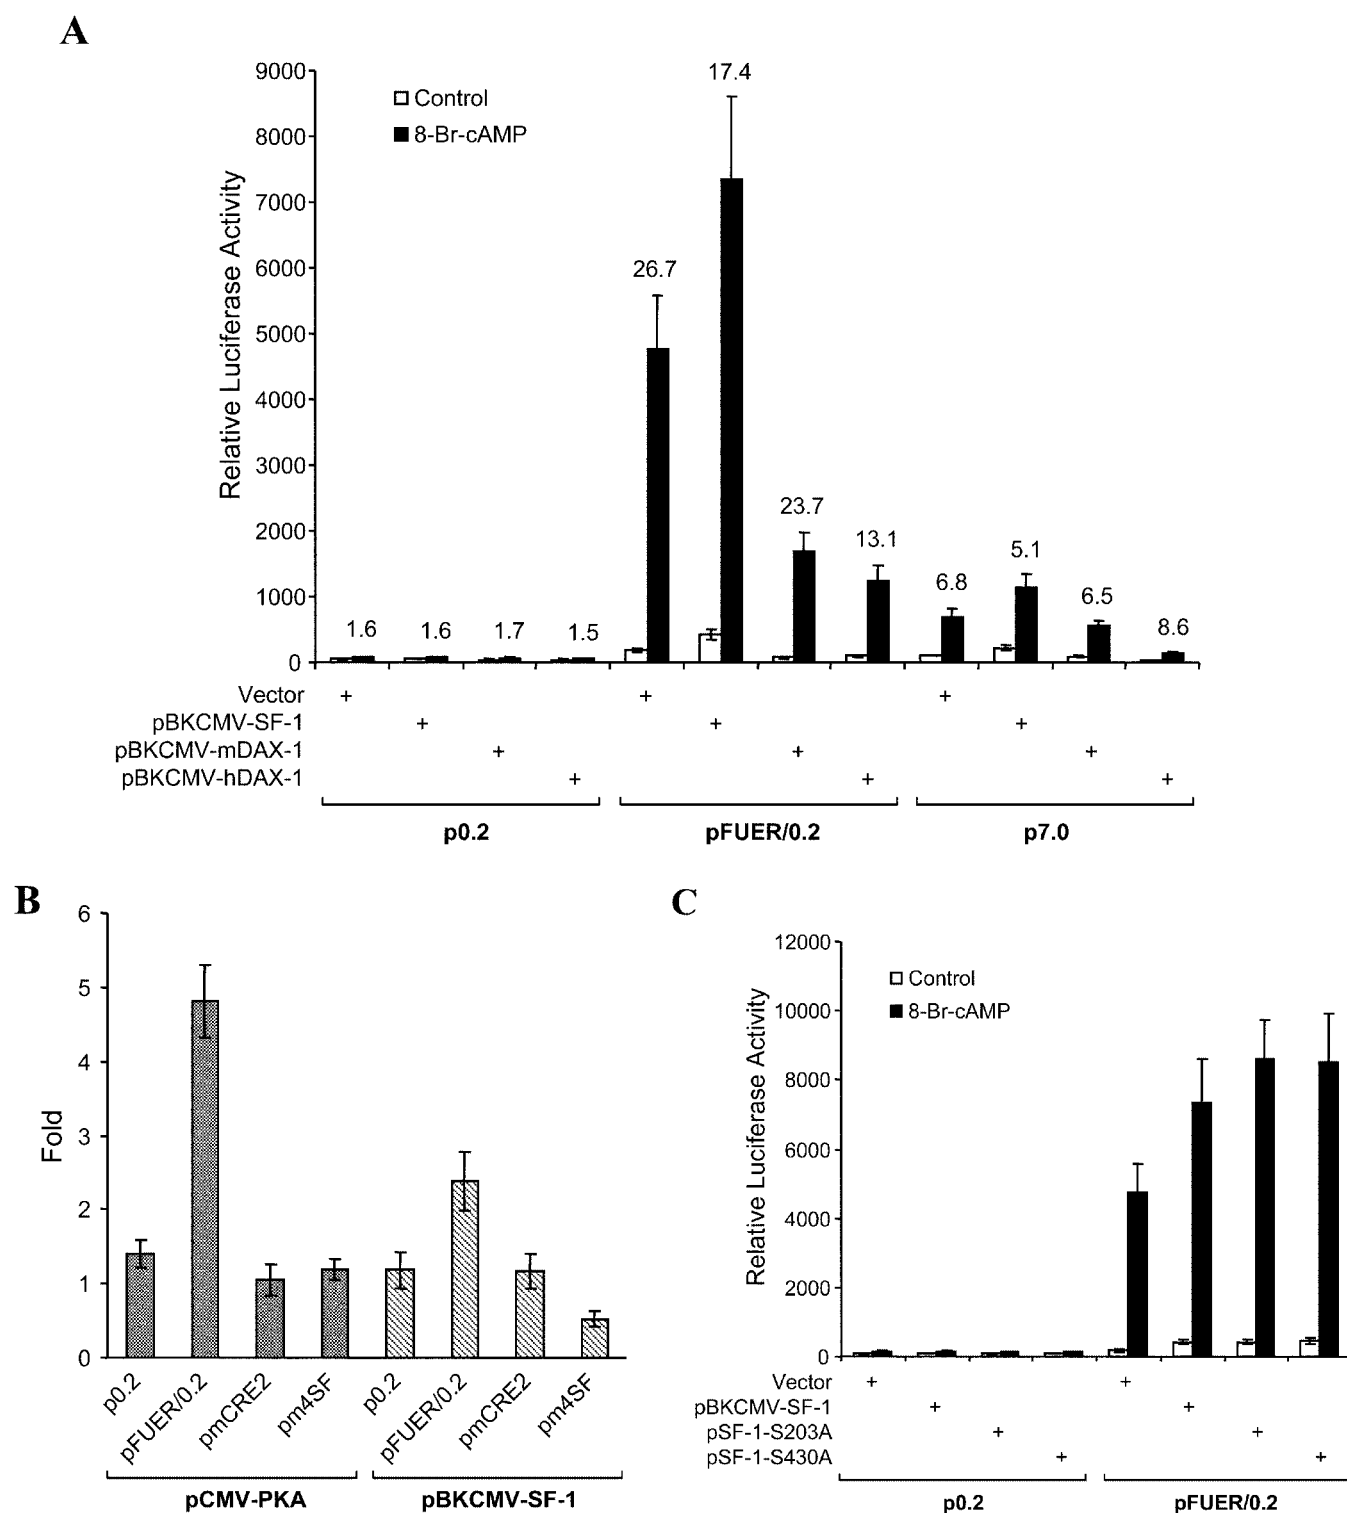 A
Relative Luciferase Activity
9000
8000
7000
6000
5000
4000
3000
2000
1000
0
Control
8-Br-cAMP
1.6 1.6 1.7 1.5 26.7 17.4 23.7 13.1 6.8 5.1 6.5 8.6
Vector + + +
pBKCMV-SF-1 + + +
pBKCMV-mDAX-1 + + +
pBKCMV-hDAX-1 + + +
p0.2 pFUER/0.2 p7.0
B
Fold
6
5
4
3
2
1
0
p0.2 pFUER/0.2 pmCRE2 pm4SF p0.2 pFUER/0.2 pmCRE2 pm4SF
pCMV-PKA pBKCMV-SF-1
C
Relative Luciferase Activity
12000
10000
8000
6000
4000
2000
0
Control
8-Br-cAMP
Vector + +
pBKCMV-SF-1 + +
pSF-1-S203A + +
pSF-1-S430A + +
p0.2 pFUER/0.2